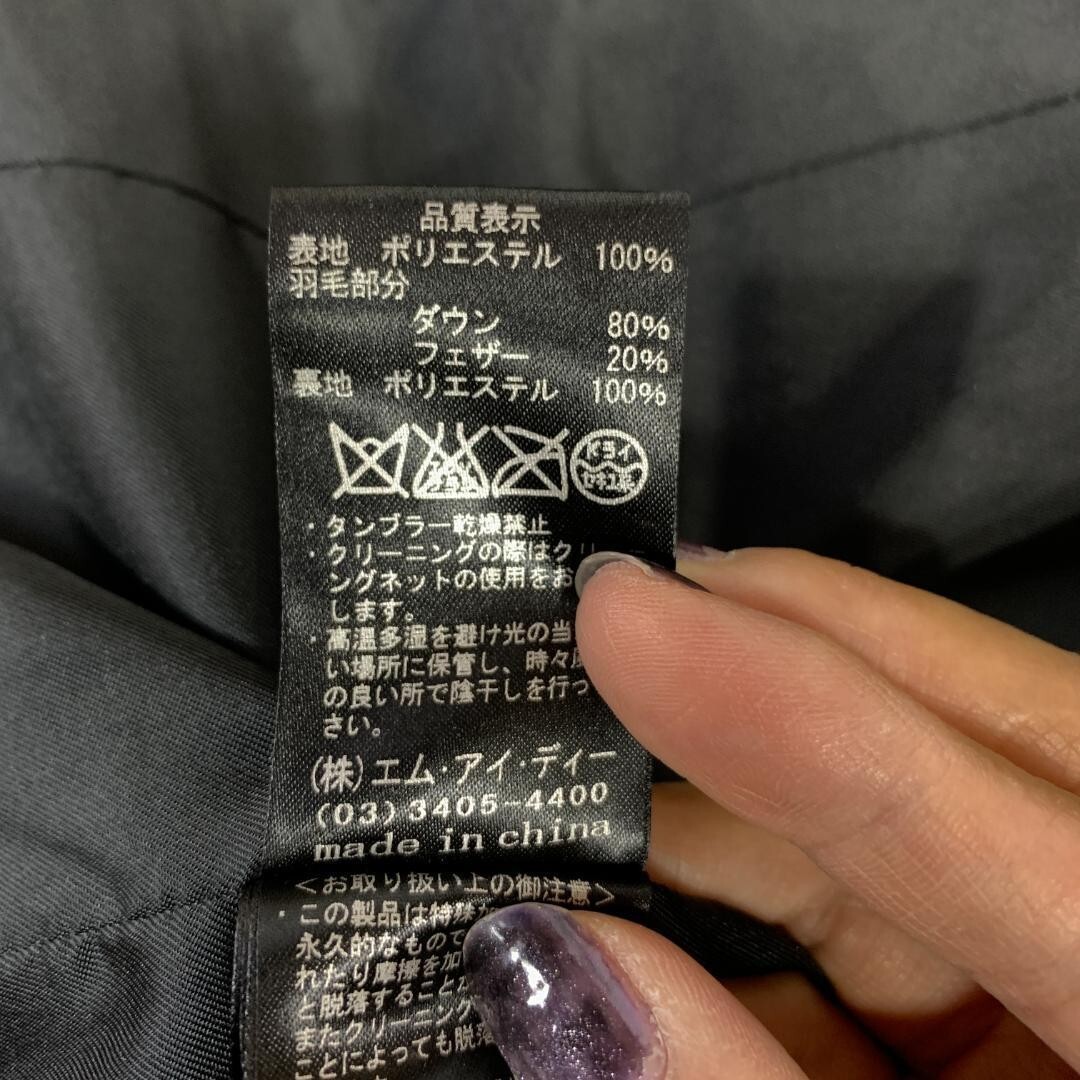 品質表示
表地 ポリエステル 100%
羽毛部分
ダウン 80%
フェザー 20%
裏地 ポリエステル 100%
ドライ
セキユ系
・タンブラー乾燥禁止
・クリーニングの際はクリ
ングネットの使用をお
します。
・高温多湿を避け光の当
い場所に保管し、時々
の良い所で陰干しを行っ
さい。
(株)エム・アイ・ディー
(03)3405-4400
made in china
<お取り扱い上の御注意>
・この製品は特殊
永久的なもので
れたり摩擦を加
と脱落することが
またクリーニング
ことによっても脱落